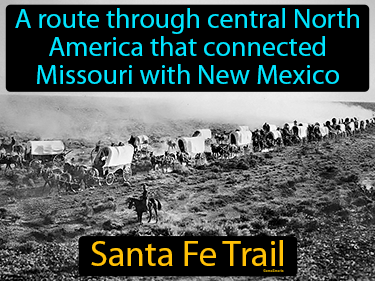 A route through central North
America that connected
Missouri with New Mexico
Santa Fe Trail